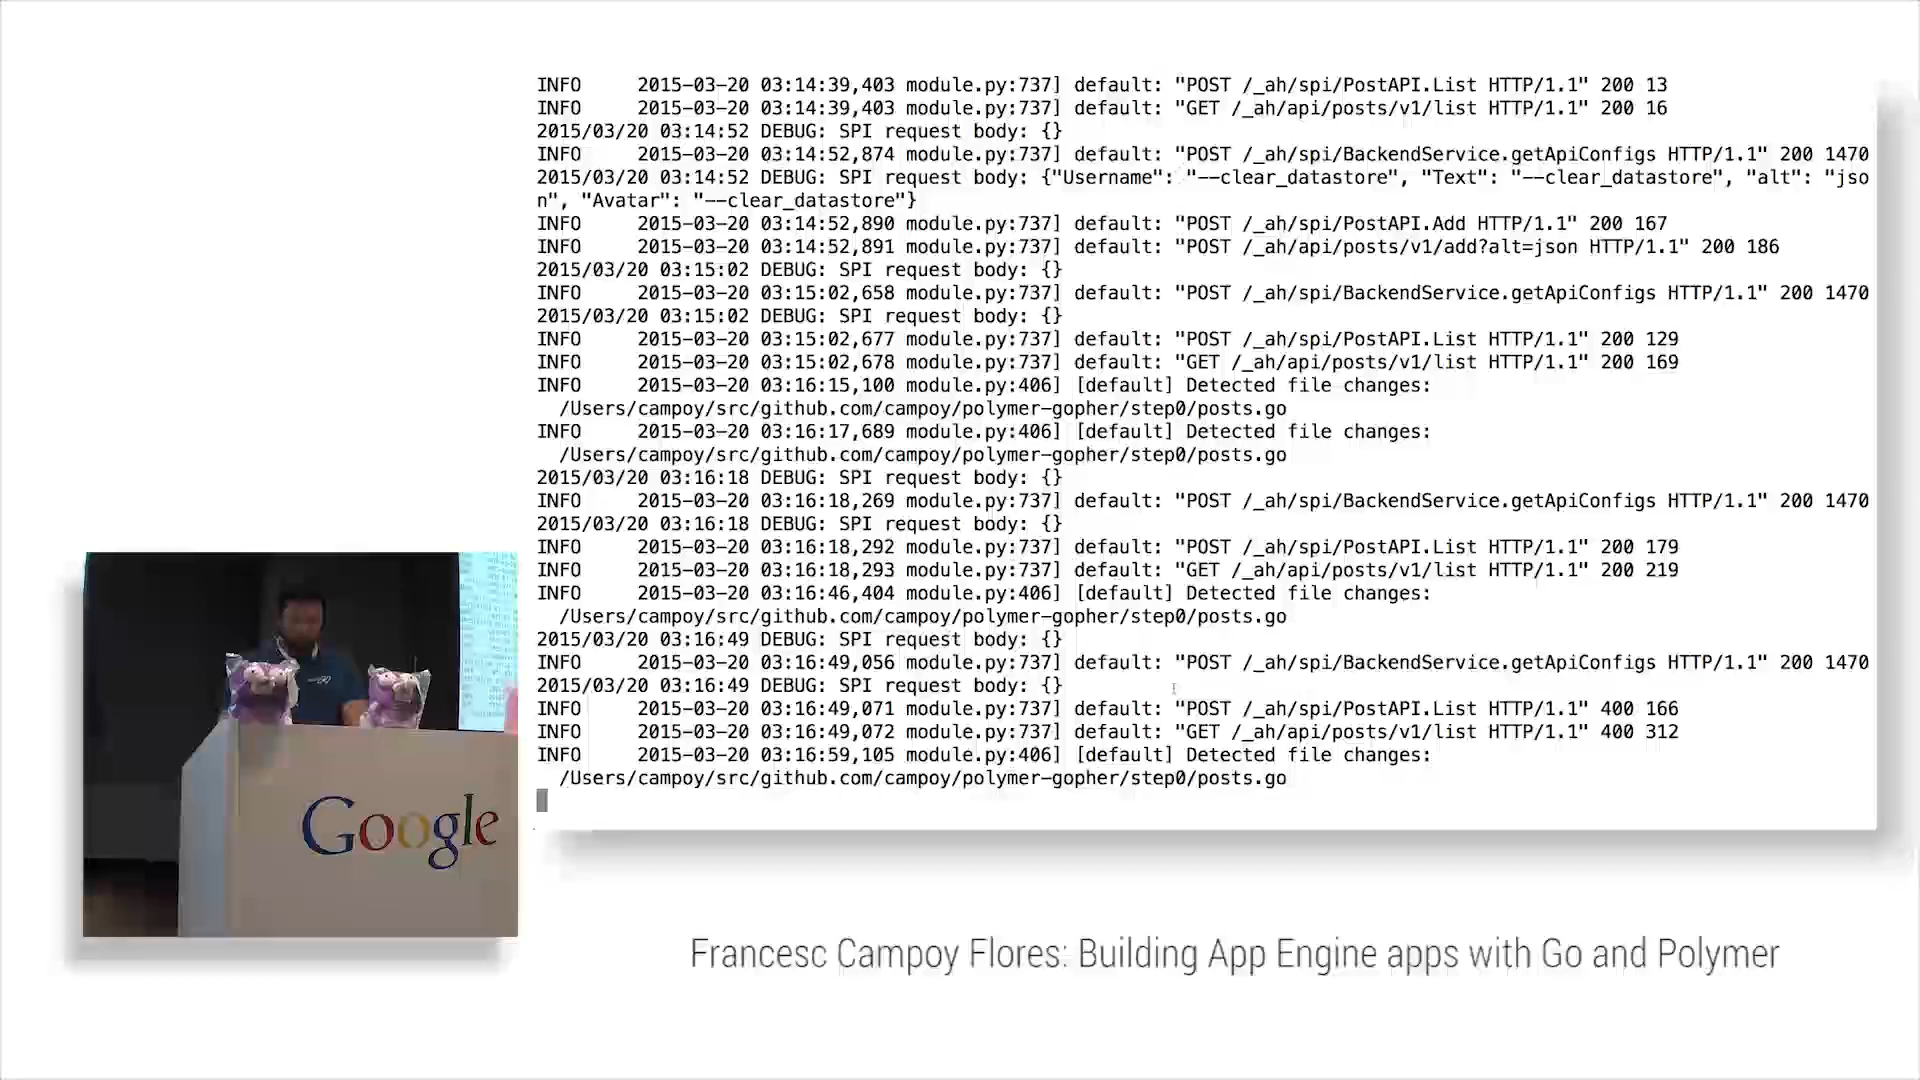 INFO     2015-03-20 03:14:39,403 module.py:737] default: "POST /_ah/spi/PostAPI.List HTTP/1.1" 200 13
INFO     2015-03-20 03:14:39,403 module.py:737] default: "GET /_ah/api/posts/v1/list HTTP/1.1" 200 16
2015/03/20 03:14:52 DEBUG: SPI request body: {}
INFO     2015-03-20 03:14:52,874 module.py:737] default: "POST /_ah/spi/BackendService.getApiConfigs HTTP/1.1" 200 1470
2015/03/20 03:14:52 DEBUG: SPI request body: {"Username": "--clear_datastore", "Text": "--clear_datastore", "alt": "jso
n", "Avatar": "--clear_datastore"}
INFO     2015-03-20 03:14:52,890 module.py:737] default: "POST /_ah/spi/PostAPI.Add HTTP/1.1" 200 167
INFO     2015-03-20 03:14:52,891 module.py:737] default: "POST /_ah/api/posts/v1/add?alt=json HTTP/1.1" 200 186
2015/03/20 03:15:02 DEBUG: SPI request body: {}
INFO     2015-03-20 03:15:02,658 module.py:737] default: "POST /_ah/spi/BackendService.getApiConfigs HTTP/1.1" 200 1470
2015/03/20 03:15:02 DEBUG: SPI request body: {}
INFO     2015-03-20 03:15:02,677 module.py:737] default: "POST /_ah/spi/PostAPI.List HTTP/1.1" 200 129
INFO     2015-03-20 03:15:02,678 module.py:737] default: "GET /_ah/api/posts/v1/list HTTP/1.1" 200 169
INFO     2015-03-20 03:16:15,100 module.py:406] [default] Detected file changes:
  /Users/campoy/src/github.com/campoy/polymer-gopher/step0/posts.go
INFO     2015-03-20 03:16:17,689 module.py:406] [default] Detected file changes:
  /Users/campoy/src/github.com/campoy/polymer-gopher/step0/posts.go
2015/03/20 03:16:18 DEBUG: SPI request body: {}
INFO     2015-03-20 03:16:18,269 module.py:737] default: "POST /_ah/spi/BackendService.getApiConfigs HTTP/1.1" 200 1470
2015/03/20 03:16:18 DEBUG: SPI request body: {}
INFO     2015-03-20 03:16:18,292 module.py:737] default: "POST /_ah/spi/PostAPI.List HTTP/1.1" 200 179
INFO     2015-03-20 03:16:18,293 module.py:737] default: "GET /_ah/api/posts/v1/list HTTP/1.1" 200 219
INFO     2015-03-20 03:16:46,404 module.py:406] [default] Detected file changes:
  /Users/campoy/src/github.com/campoy/polymer-gopher/step0/posts.go
2015/03/20 03:16:49 DEBUG: SPI request body: {}
INFO     2015-03-20 03:16:49,056 module.py:737] default: "POST /_ah/spi/BackendService.getApiConfigs HTTP/1.1" 200 1470
2015/03/20 03:16:49 DEBUG: SPI request body: {}
INFO     2015-03-20 03:16:49,071 module.py:737] default: "POST /_ah/spi/PostAPI.List HTTP/1.1" 400 166
INFO     2015-03-20 03:16:49,072 module.py:737] default: "GET /_ah/api/posts/v1/list HTTP/1.1" 400 312
INFO     2015-03-20 03:16:59,105 module.py:406] [default] Detected file changes:
  /Users/campoy/src/github.com/campoy/polymer-gopher/step0/posts.go
Google
Francesc Campoy Flores: Building App Engine apps with Go and Polymer